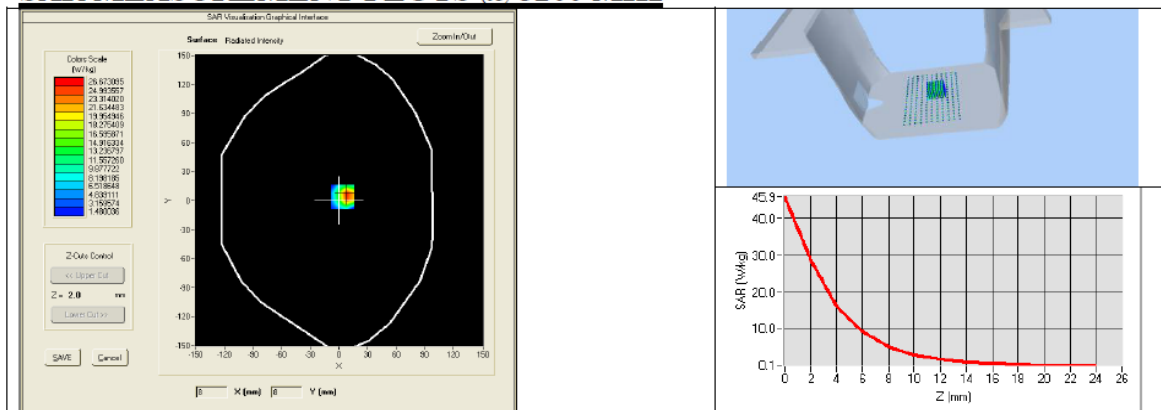 SAR Visualisation Graphical Interface
Surface Radiated Intensity
Zoom In/Out
Colors Scale
(W/kg)
26.673095
24.993557
23.314020
21.634483
19.954946
18.275409
16.595871
14.916334
13.236797
11.557260
9.877722
8.198185
6.518648
4.839111
3.159574
1.480036
Z-Cuts Control
<< Upper Cut
Z = 2.0 mm
Lower Cut >>
SAVE Cancel
150-
120-
90-
60-
30-
0-
-30-
-60-
-90-
-120-
-150-
Y
-150 -120 -90 -60 -30 0 30 60 90 120 150
X
0 X (mm) 0 Y (mm)
45.9-
40.0-
30.0-
20.0-
10.0-
0.1-
SAR (W/kg)
0 2 4 6 8 10 12 14 16 18 20 22 24 26
Z (mm)